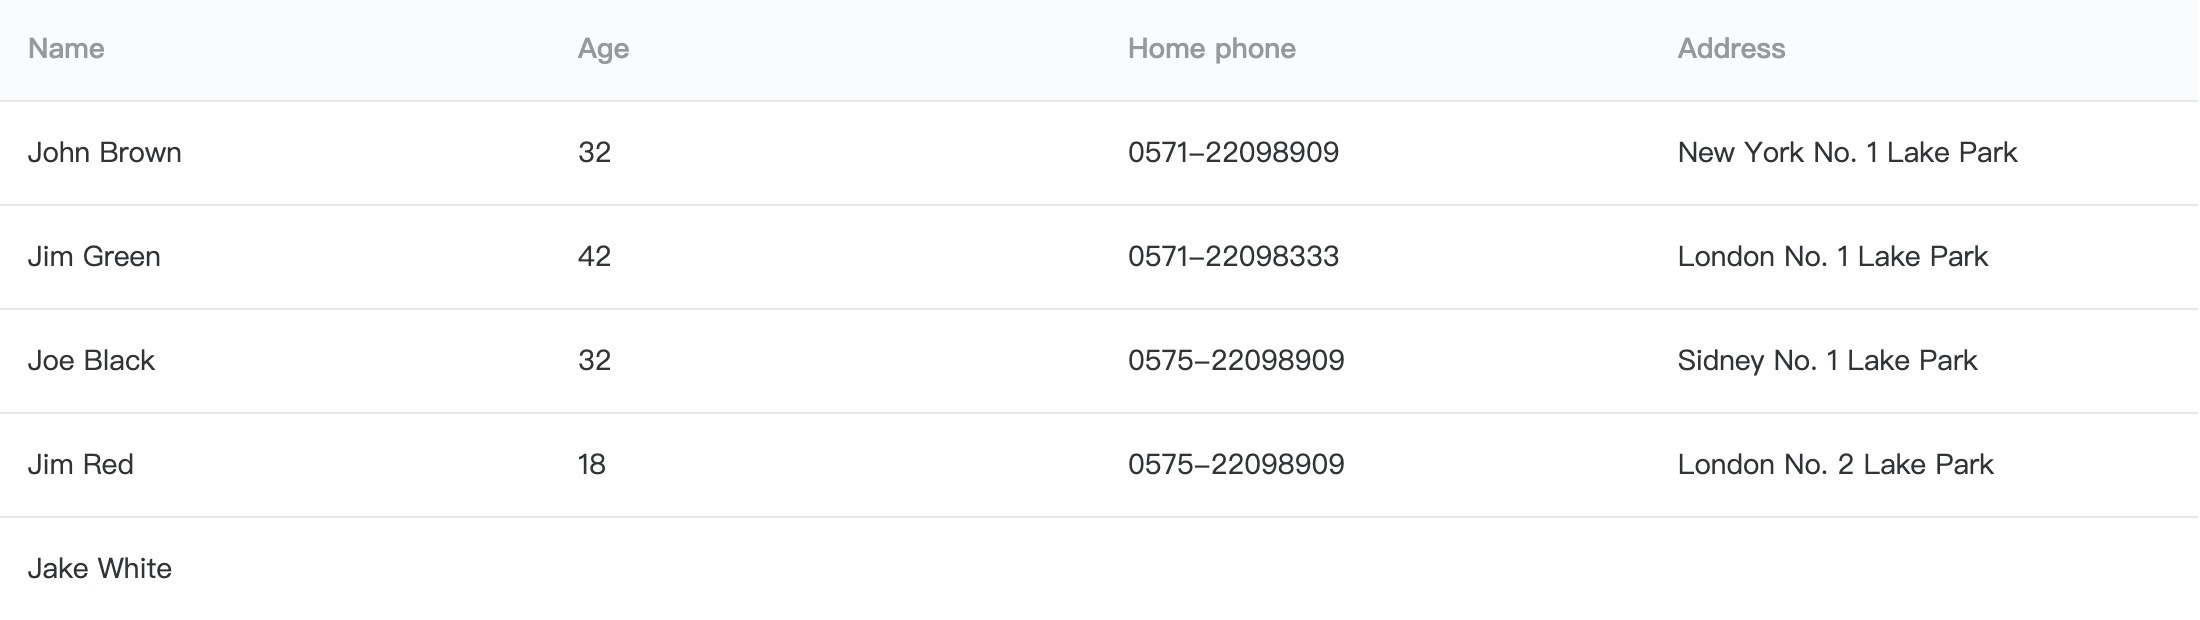 Name Age Home phone Address
John Brown 32 0571-22098909 New York No. 1 Lake Park
Jim Green 42 0571-22098333 London No. 1 Lake Park
Joe Black 32 0575-22098909 Sidney No. 1 Lake Park
Jim Red 18 0575-22098909 London No. 2 Lake Park
Jake White